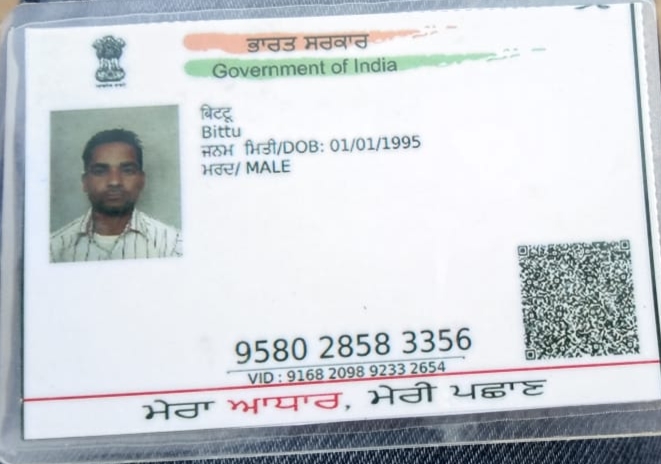 ਭਾਰਤ ਸਰਕਾਰ
Government of India
ਬਿਟਟੂ
Bittu
ਜਨਮ ਮਿਤੀ/DOB: 01/01/1995
ਮਰਦ/ MALE
9580 2858 3356
VID : 9168 2098 9233 2654
ਮੇਰਾ ਆਧਾਰ, ਮੇਰੀ ਪਛਾਣ